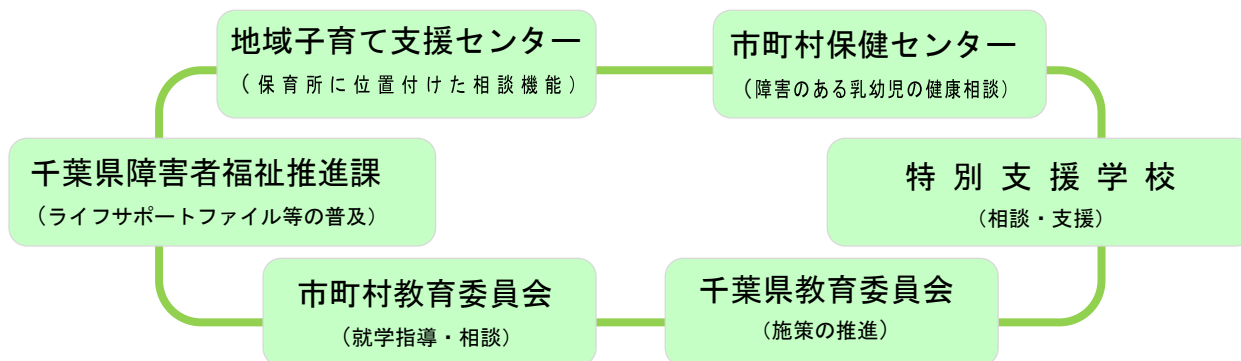 地域子育て支援センター
(保育所に位置付けた相談機能)
市町村保健センター
(障害のある乳幼児の健康相談)
千葉県障害者福祉推進課
(ライフサポートファイル等の普及)
特別支援学校
(相談・支援)
市町村教育委員会
(就学指導・相談)
千葉県教育委員会
(施策の推進)